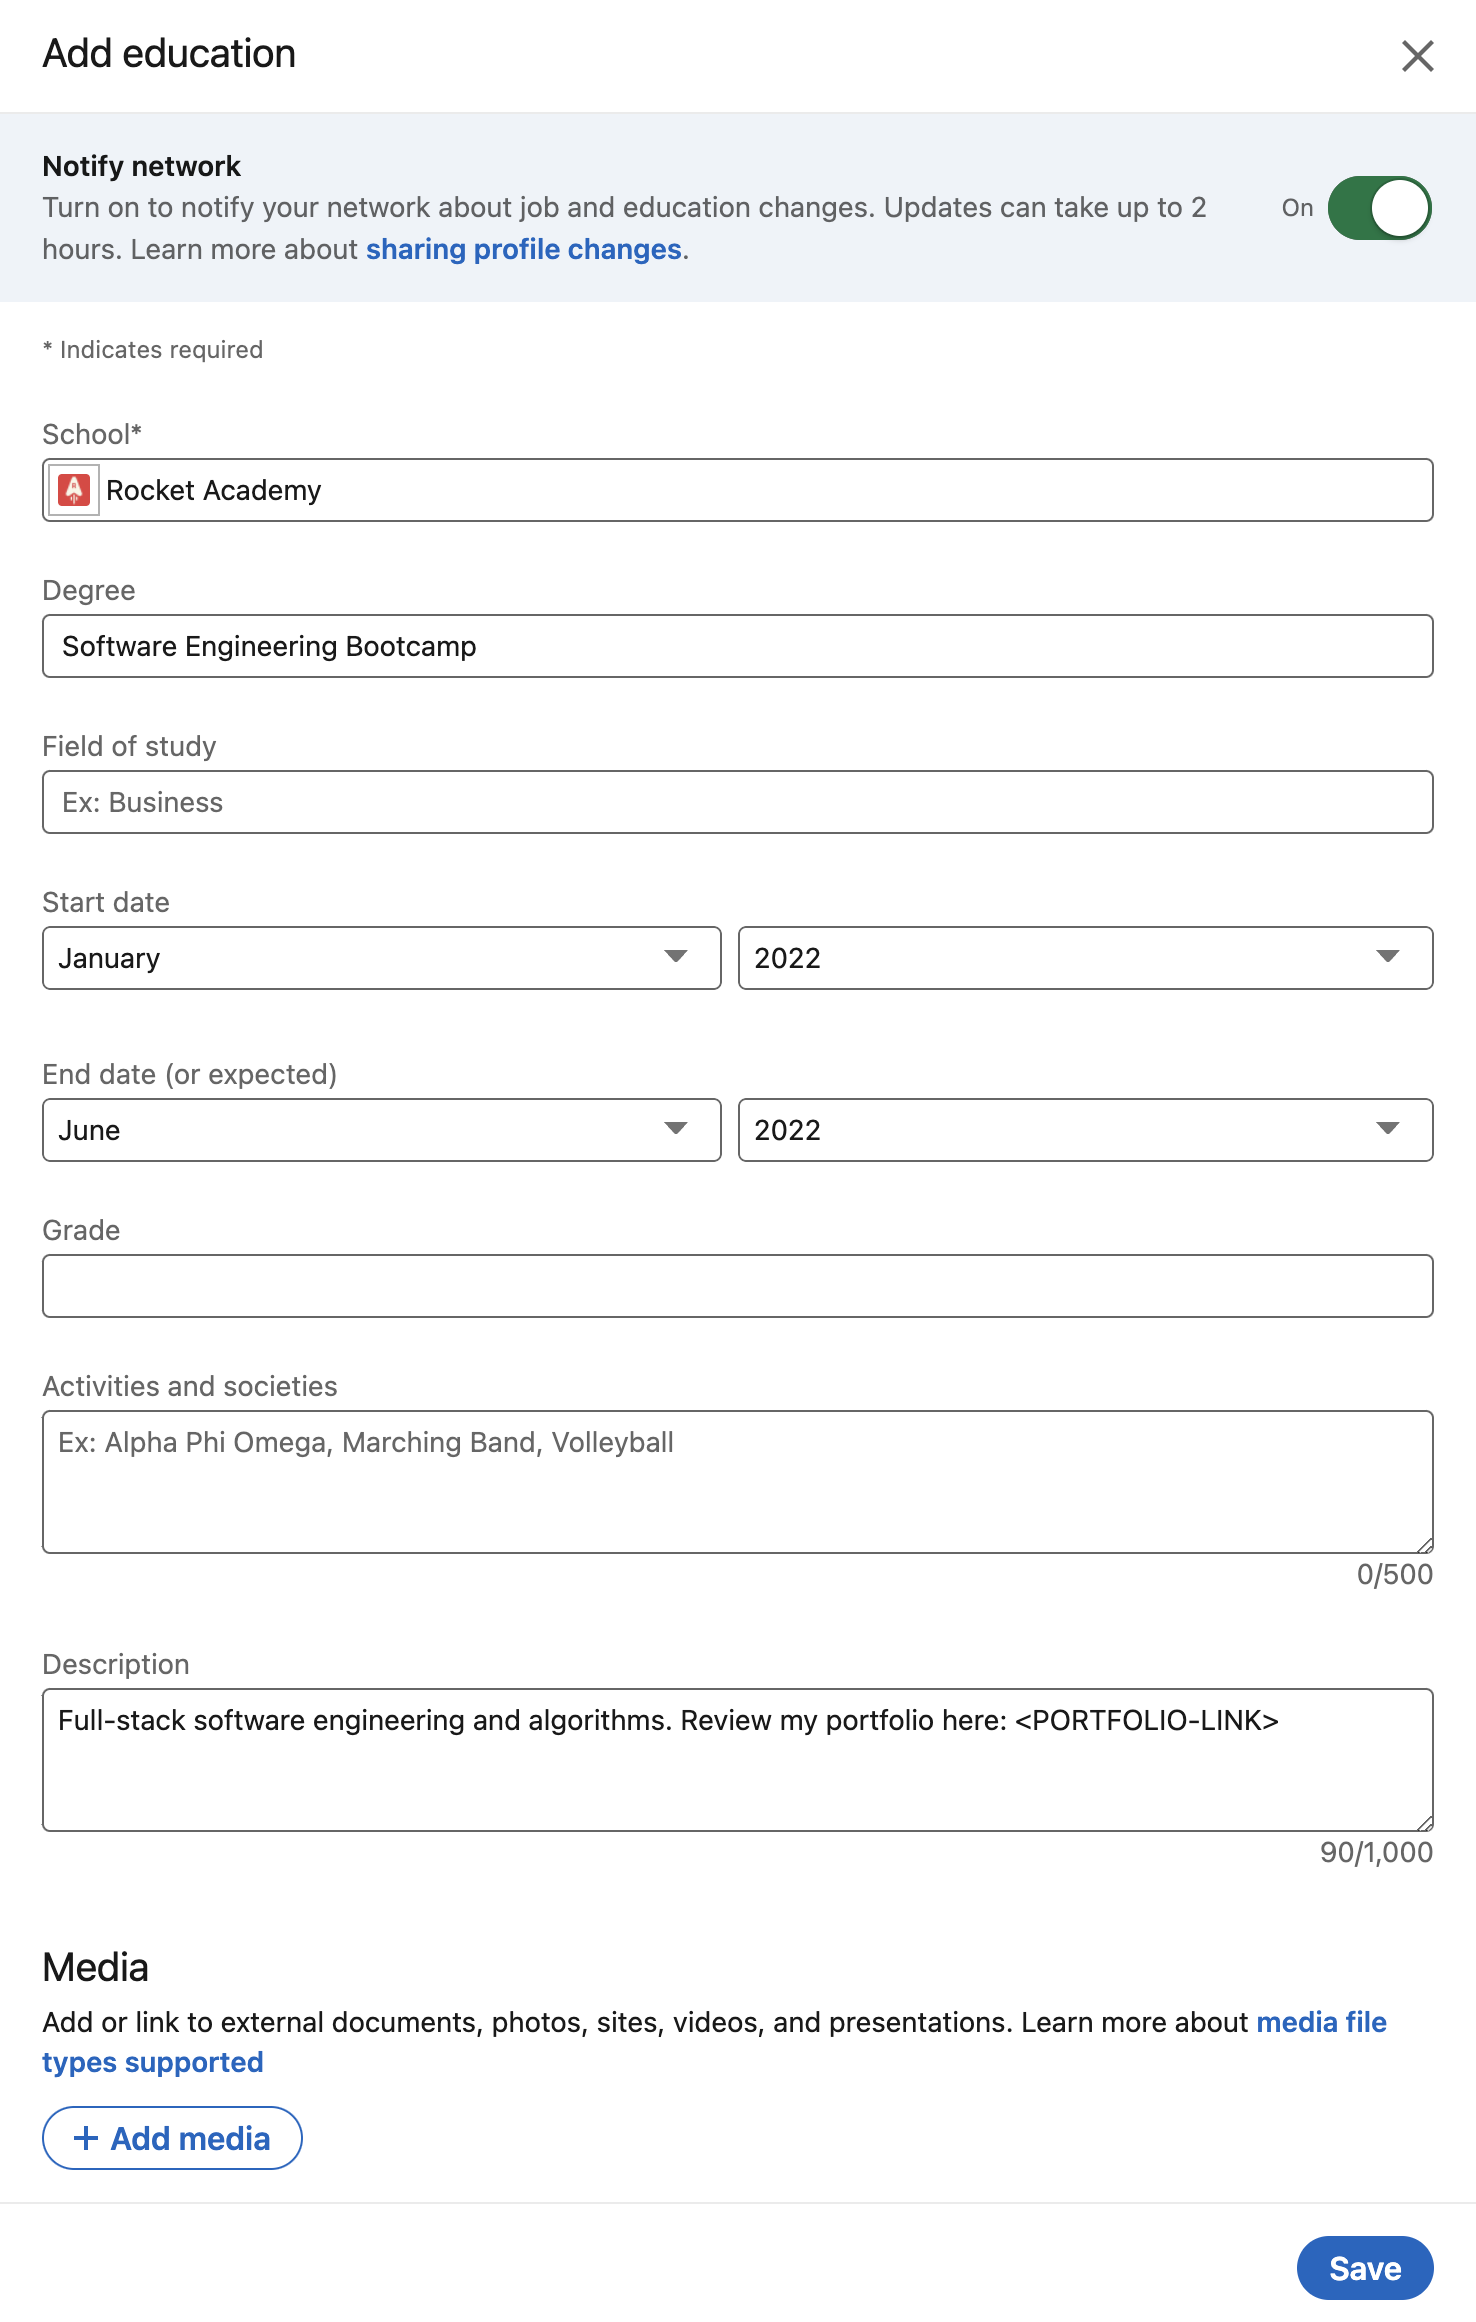 Add education
Notify network
Turn on to notify your network about job and education changes. Updates can take up to 2
hours. Learn more about sharing profile changes.
On
* Indicates required
School*
Rocket Academy
Degree
Software Engineering Bootcamp
Field of study
Ex: Business
Start date
January
2022
End date (or expected)
June
2022
Grade
Activities and societies
Ex: Alpha Phi Omega, Marching Band, Volleyball
0/500
Description
Full-stack software engineering and algorithms. Review my portfolio here: <PORTFOLIO-LINK>
90/1,000
Media
Add or link to external documents, photos, sites, videos, and presentations. Learn more about media file
types supported
+ Add media
Save